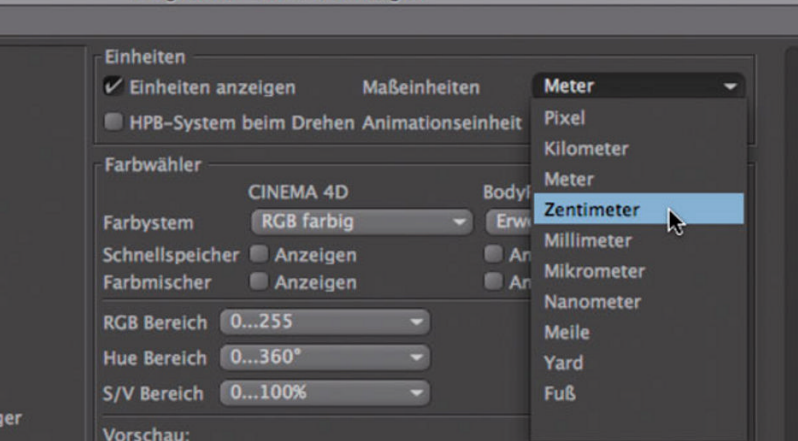 Einheiten
Einheiten anzeigen Maßeinheiten Meter
Pixel
HPB-System beim Drehen Animationseinheit
Kilometer
Farbwähler
Meter
CINEMA 4D
Zentimeter
Farbystem RGB farbig
Millimeter
Schnellspeicher Anzeigen
Mikrometer
Farbmischer Anzeigen
Nanometer
RGB Bereich 0...255
Meile
Hue Bereich 0...360°
Yard
S/V Bereich 0...100%
Fuß
Vorschau: